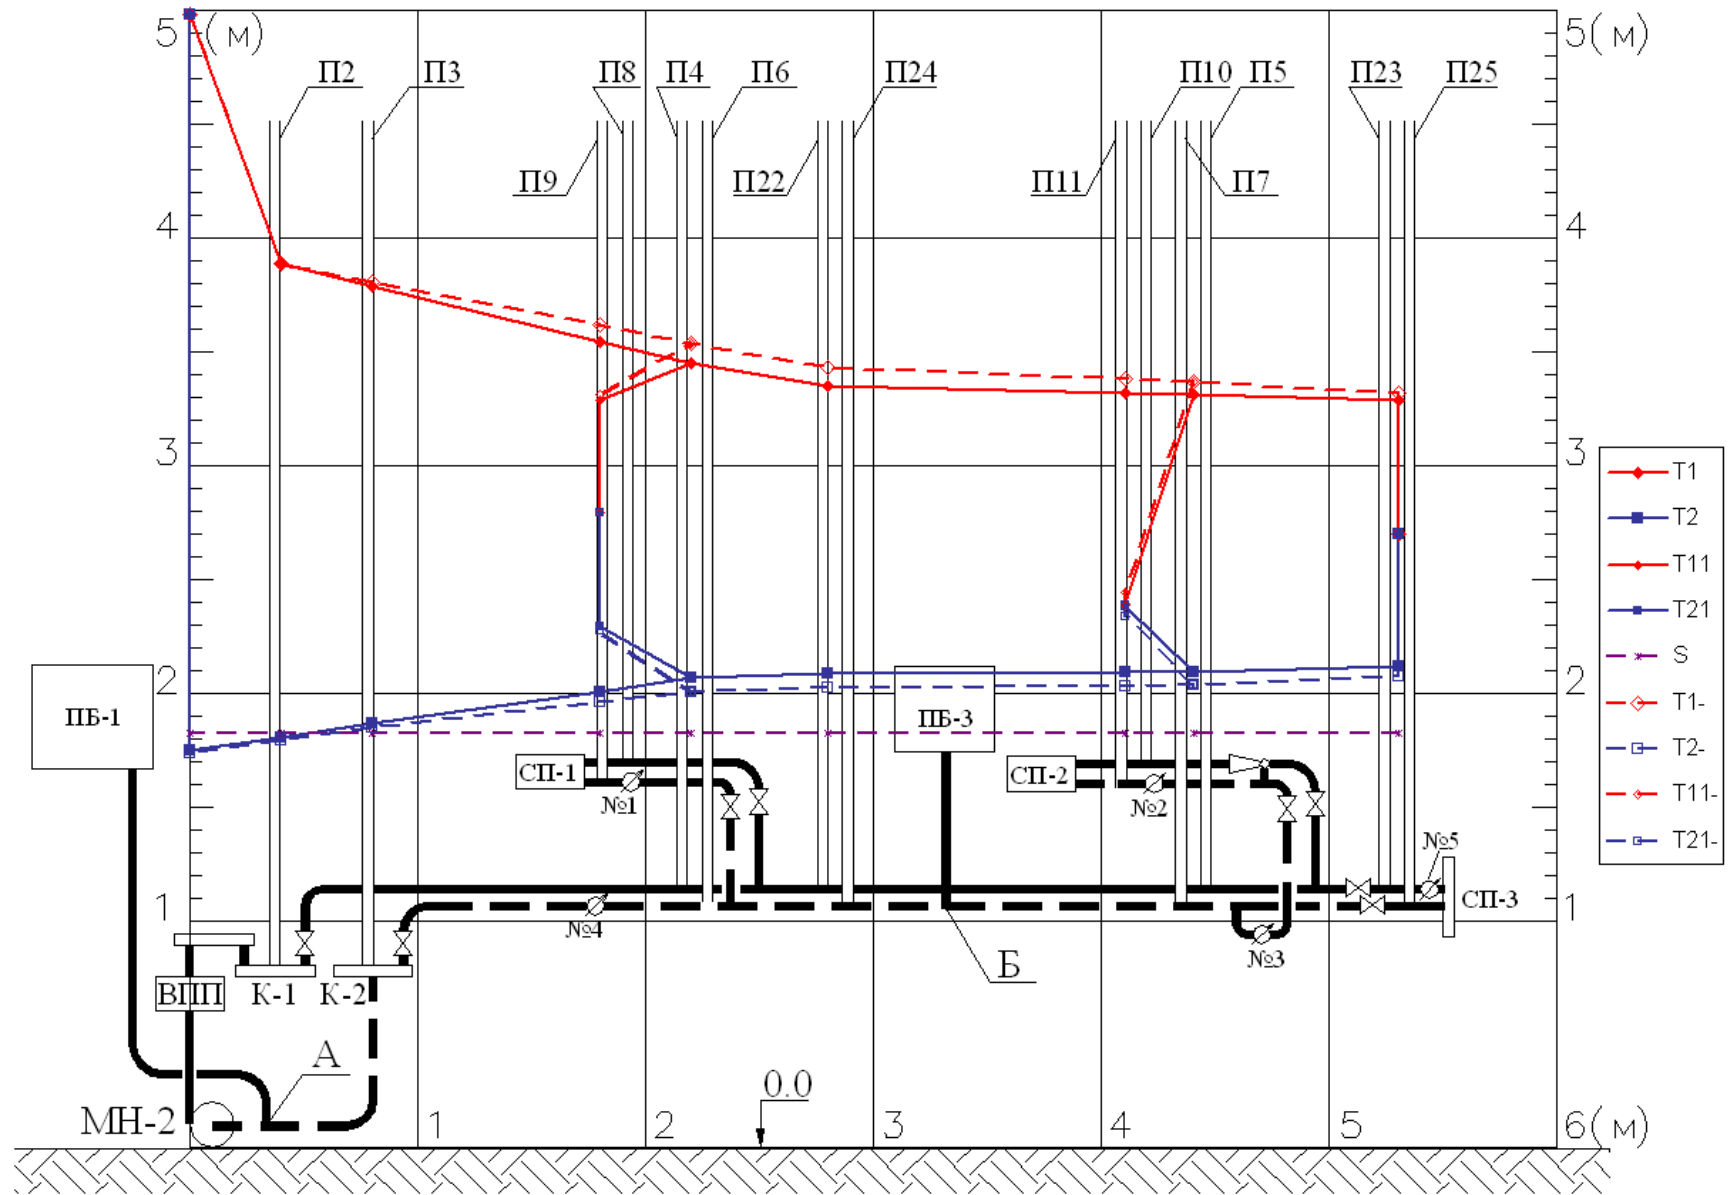 5(м) 5(м)
П2 П3 П8 П4 П6 П24 П10 П5 П23 П25
П9 П22 П11 П7
4 4
3 3
Т1
Т2
Т11
Т21
S
Т1-
Т2-
Т11-
Т21-
2 2
ПБ-1 ПБ-3
СП-1 СП-2
№1 №2
№5
СП-3
1 1
№4 №3
Б
ВПП К-1 К-2
А
0.0
МН-2
1 2 3 4 5 6(м)